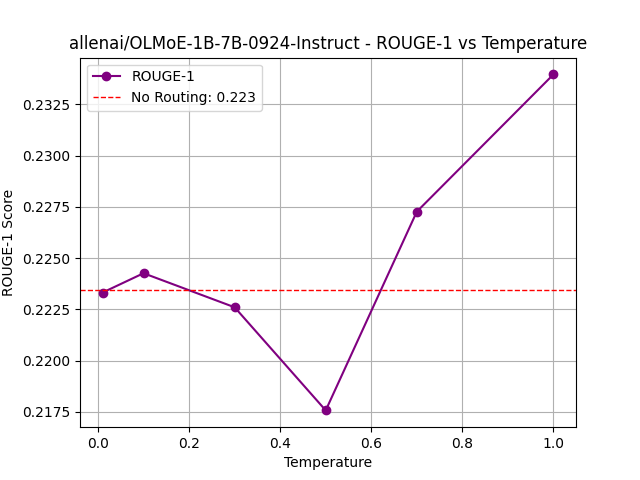 allenai/OLMoE-1B-7B-0924-Instruct - ROUGE-1 vs Temperature
ROUGE-1
No Routing: 0.223
ROUGE-1 Score
0.2325
0.2300
0.2275
0.2250
0.2225
0.2200
0.2175
0.0 0.2 0.4 0.6 0.8 1.0
Temperature